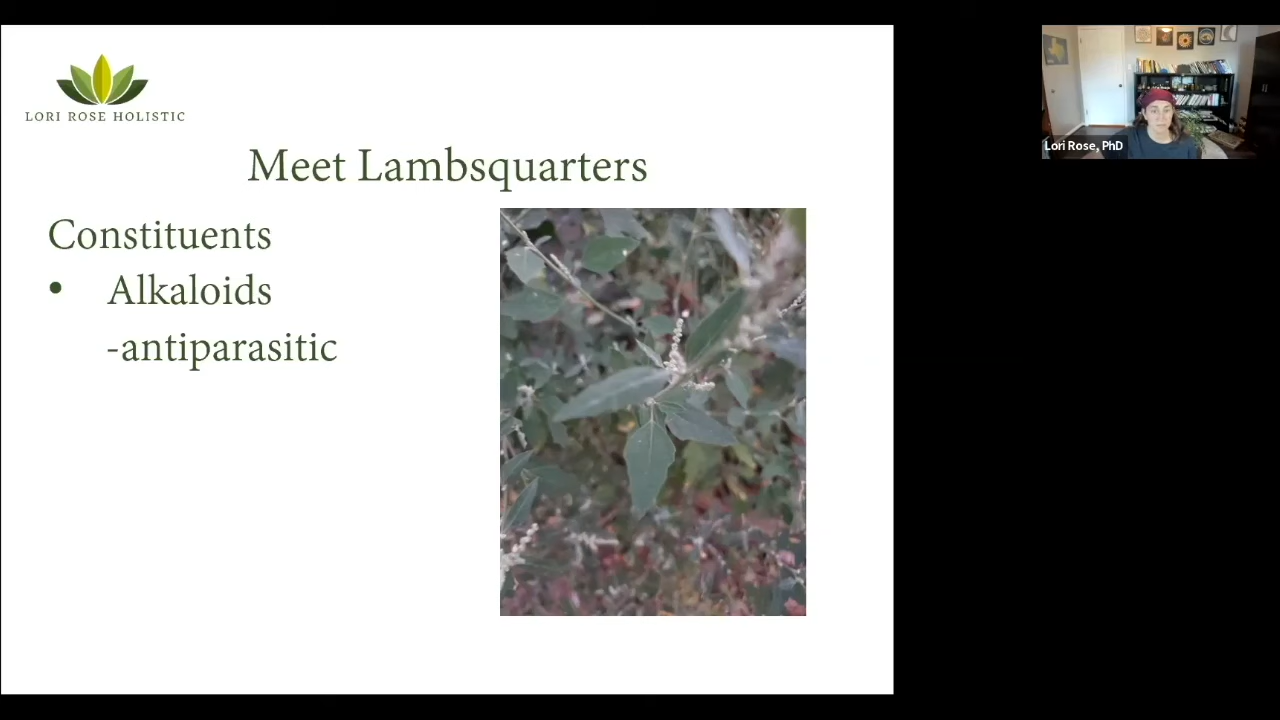 LORI ROSE HOLISTIC
Meet Lambsquarters
Constituents
• Alkaloids
-antiparasitic
Lori Rose, PhD